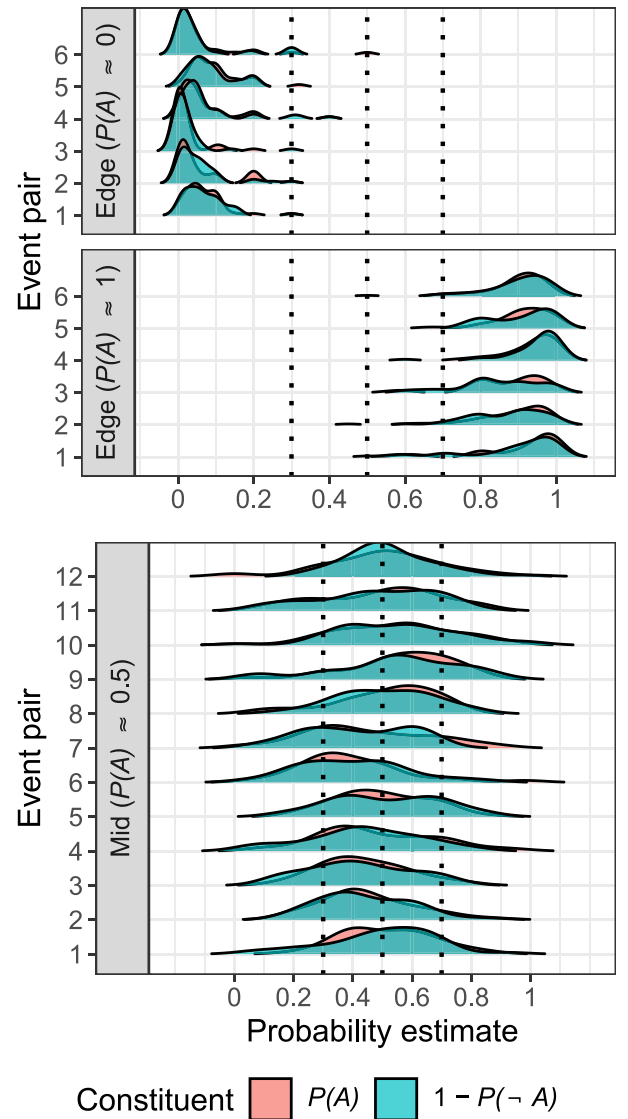 Event pair
Edge (P(A) ≈ 0)
6
5
4
3
2
1
Edge (P(A) ≈ 1)
6
5
4
3
2
1
0 0.2 0.4 0.6 0.8 1
Event pair
Mid (P(A) ≈ 0.5)
12
11
10
9
8
7
6
5
4
3
2
1
0 0.2 0.4 0.6 0.8 1
Probability estimate
Constituent P(A) 1 − P(¬ A)